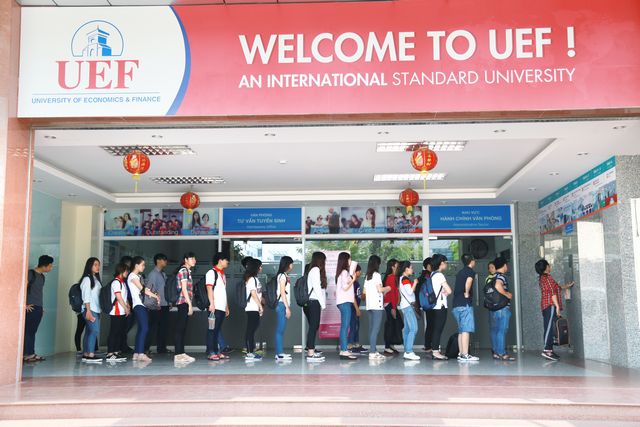 UEF
UNIVERSITY OF ECONOMICS & FINANCE
WELCOME TO UEF !
AN INTERNATIONAL STANDARD UNIVERSITY
VĂN PHÒNG
TƯ VẤN TUYỂN SINH
KHU VỰC
HÀNH CHÍNH VĂN PHÒNG